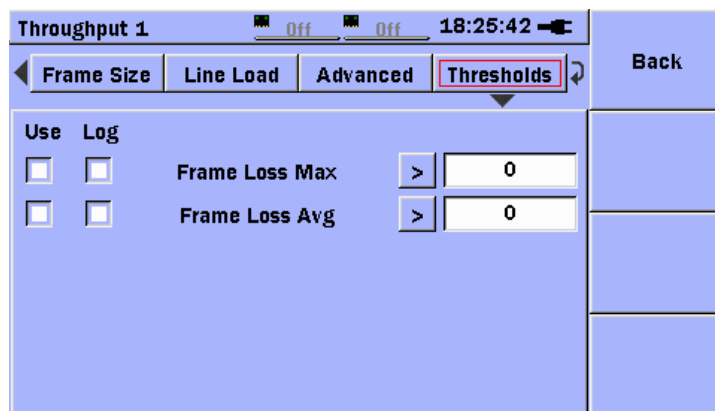 Throughput 1 Off Off 18:25:42
Back
Frame Size Line Load Advanced Thresholds
Use Log
Frame Loss Max > 0
Frame Loss Avg > 0